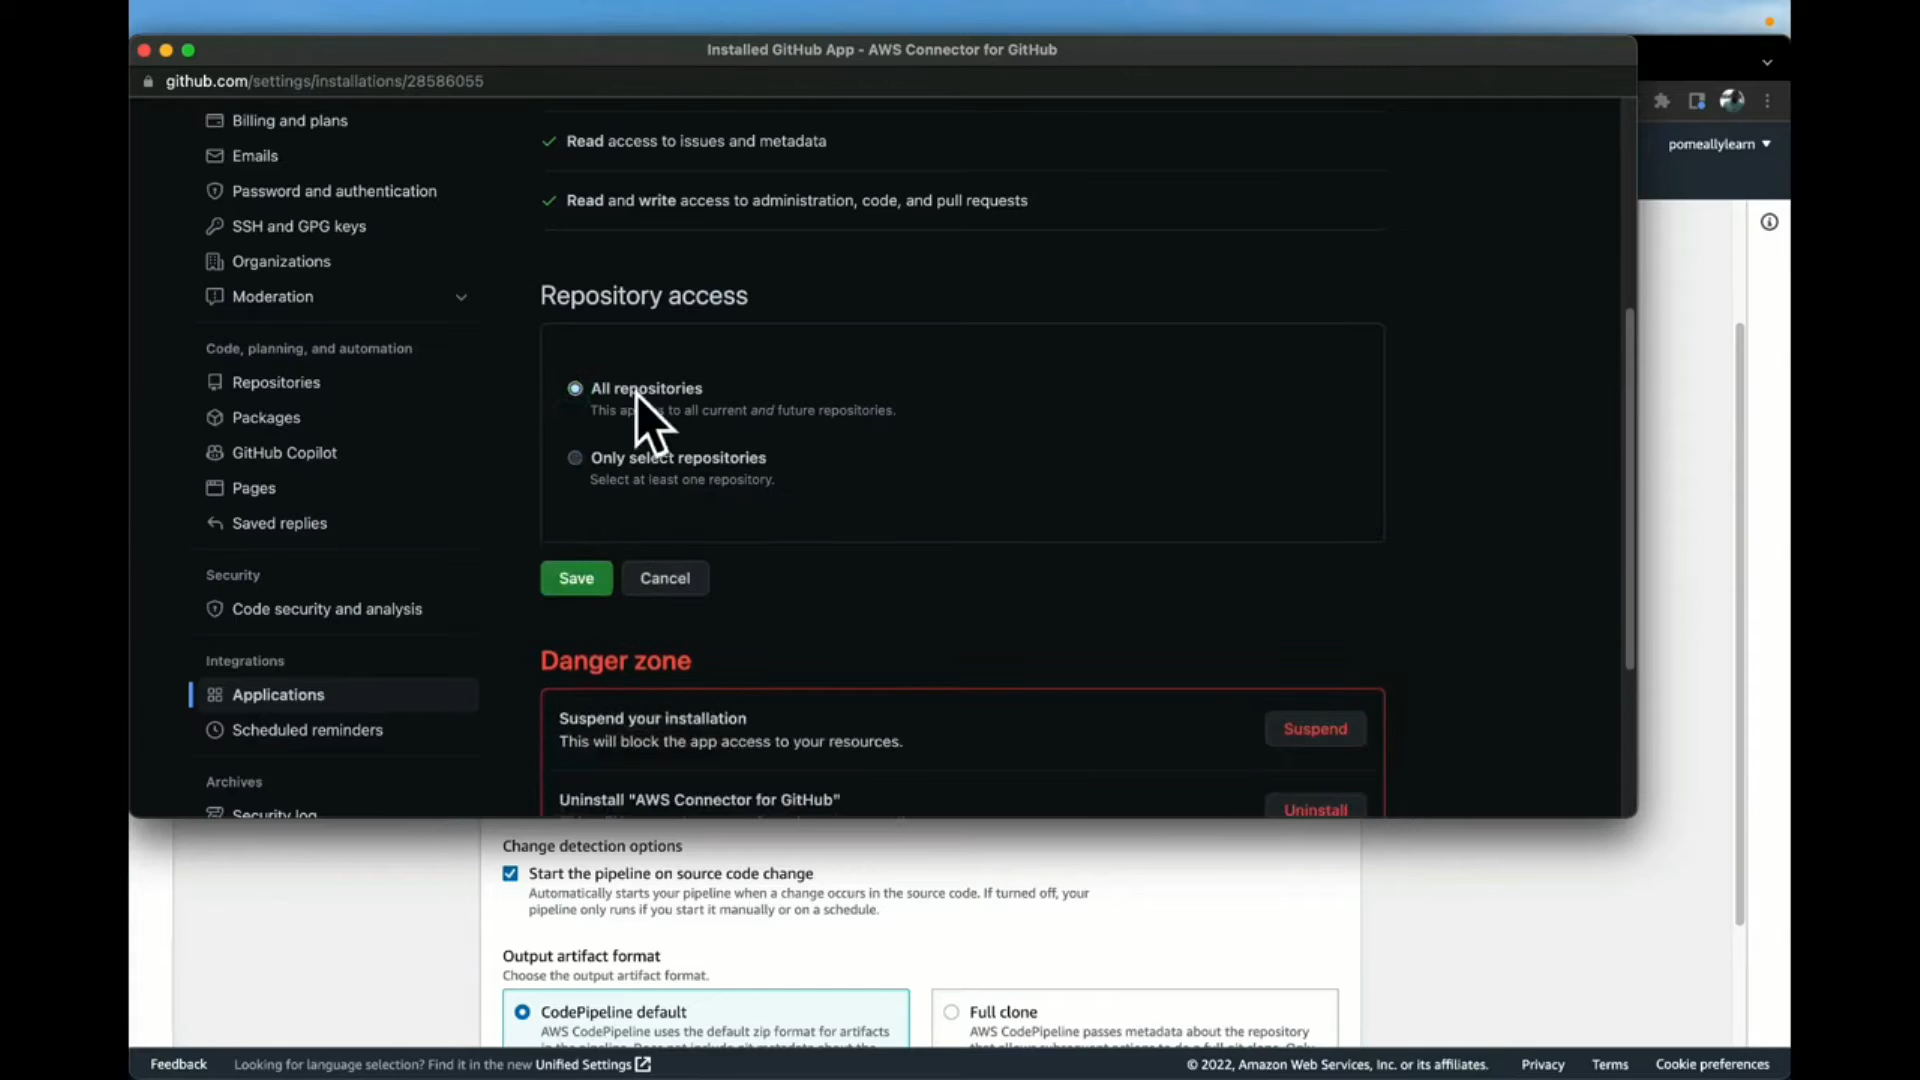 Installed GitHub App - AWS Connector for GitHub
github.com/settings/installations/28586055
pomeallylearn
Billing and plans
Emails
Password and authentication
SSH and GPG keys
Organizations
Moderation
Code, planning, and automation
Repositories
Packages
GitHub Copilot
Pages
Saved replies
Security
Code security and analysis
Integrations
Applications
Scheduled reminders
Archives
Security log
Read access to issues and metadata
Read and write access to administration, code, and pull requests
Repository access
All repositories
This to all current and future repositories.
Only select repositories
Select at least one repository.
Save Cancel
Danger zone
Suspend your installation
This will block the app access to your resources.
Suspend
Uninstall "AWS Connector for GitHub"
Uninstall
Change detection options
Start the pipeline on source code change
Automatically starts your pipeline when a change occurs in the source code. If turned off, your
pipeline only runs if you start it manually or on a schedule.
Output artifact format
Choose the output artifact format.
CodePipeline default
AWS CodePipeline uses the default zip format for artifacts
Full clone
AWS CodePipeline passes metadata about the repository
Feedback Looking for language selection? Find it in the new Unified Settings © 2022, Amazon Web Services, Inc. or its affiliates. Privacy Terms Cookie preferences